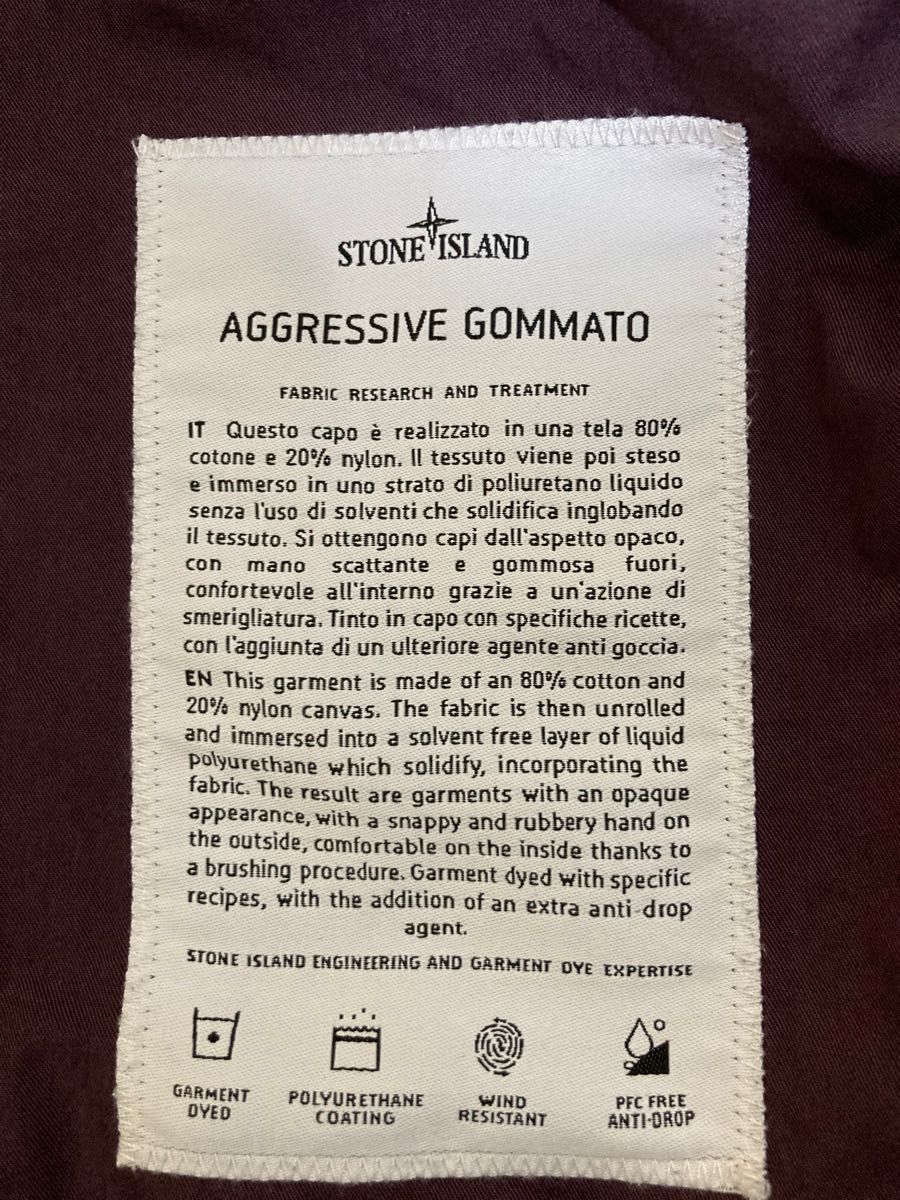 STONE ISLAND
AGGRESSIVE GOMMATO
FABRIC RESEARCH AND TREATMENT
IT Questo capo è realizzato in una tela 80%
cotone e 20% nylon. Il tessuto viene poi steso
e immerso in uno strato di poliuretano liquido
senza l'uso di solventi che solidifica inglobando
il tessuto. Si ottengono capi dall'aspetto opaco,
con mano scattante e gommosa fuori,
confortevole all'interno grazie a un'azione di
smerigliatura. Tinto in capo con specifiche ricette,
con l'aggiunta di un ulteriore agente anti goccia.
EN This garment is made of an 80% cotton and
20% nylon canvas. The fabric is then unrolled
and immersed into a solvent free layer of liquid
polyurethane which solidify, incorporating the
fabric. The result are garments with an opaque
appearance, with a snappy and rubbery hand on
the outside, comfortable on the inside thanks to
a brushing procedure. Garment dyed with specific
recipes, with the addition of an extra anti-drop
agent.
STONE ISLAND ENGINEERING AND GARMENT DYE EXPERTISE
GARMENT
DYED
POLYURETHANE
COATING
WIND
RESISTANT
PFC FREE
ANTI-DROP